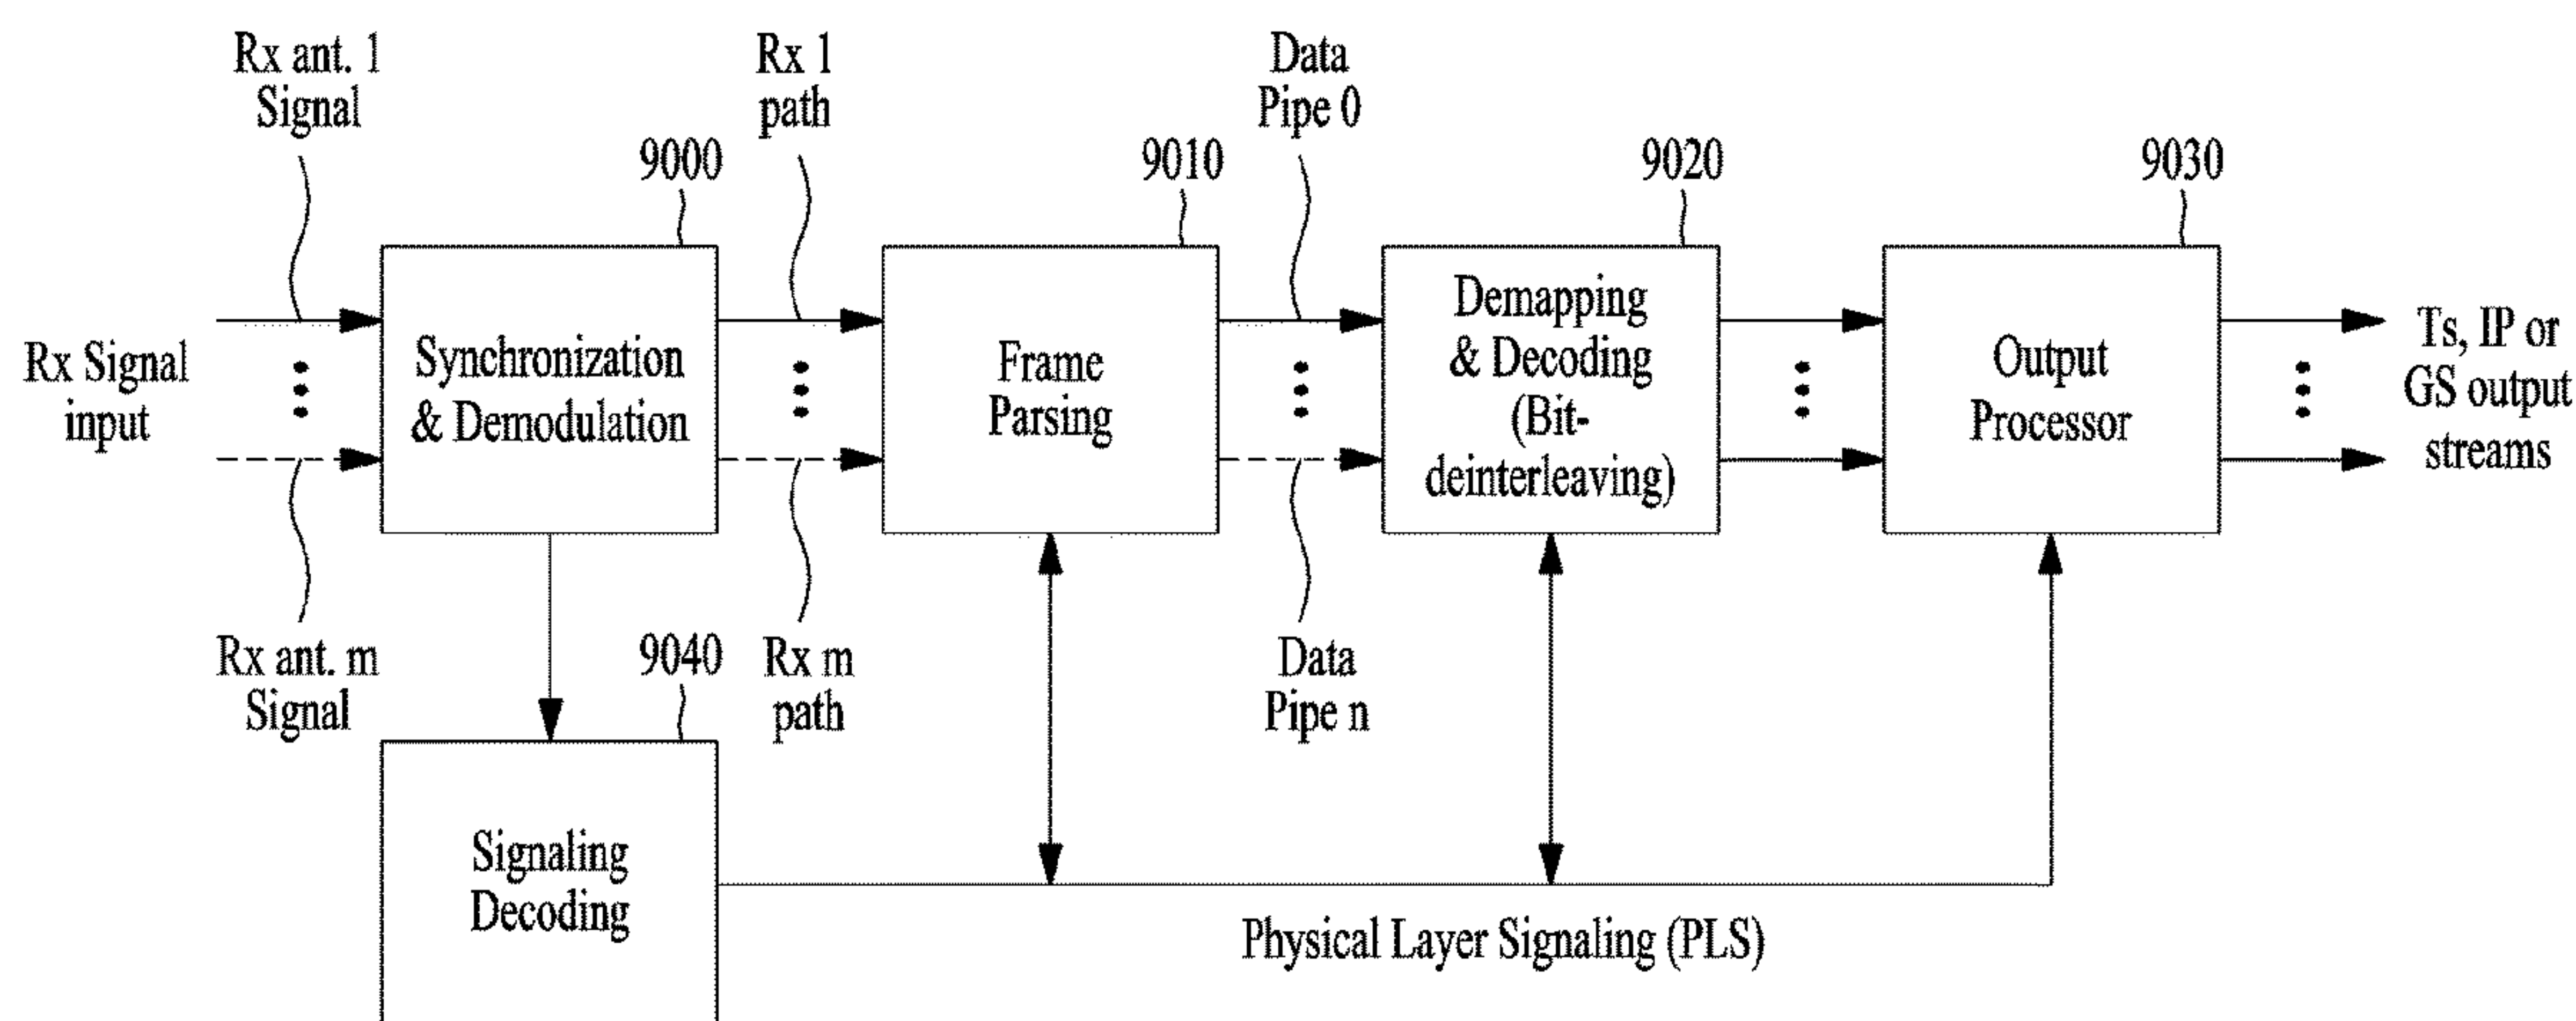 Rx ant. 1
Signal
Rx 1
path
Data
Pipe 0
9000
9010
9020
9030
Rx Signal
input
Synchronization
& Demodulation
Frame
Parsing
Demapping
& Decoding
(Bit-
deinterleaving)
Output
Processor
Ts, IP or
GS output
streams
Rx ant. m
Signal
9040
Rx m
path
Data
Pipe n
Signaling
Decoding
Physical Layer Signaling (PLS)